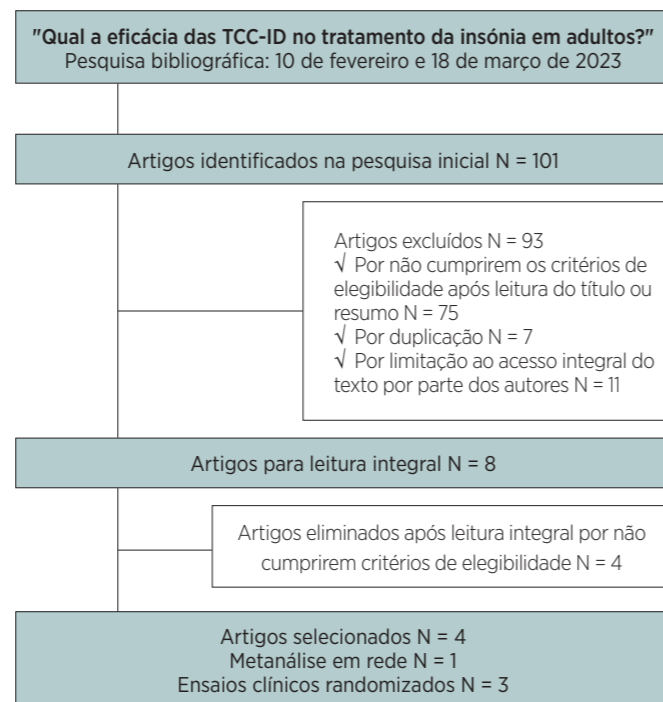 "Qual a eficácia das TCC-ID no tratamento da insónia em adultos?"
Pesquisa bibliográfica: 10 de fevereiro e 18 de março de 2023
Artigos identificados na pesquisa inicial N = 101
Artigos excluídos N = 93
√ Por não cumprirem os critérios de
elegibilidade após leitura do título ou
resumo N = 75
√ Por duplicação N = 7
√ Por limitação ao acesso integral do
texto por parte dos autores N = 11
Artigos para leitura integral N = 8
Artigos eliminados após leitura integral por não
cumprirem critérios de elegibilidade N = 4
Artigos selecionados N = 4
Metanálise em rede N = 1
Ensaios clínicos randomizados N = 3